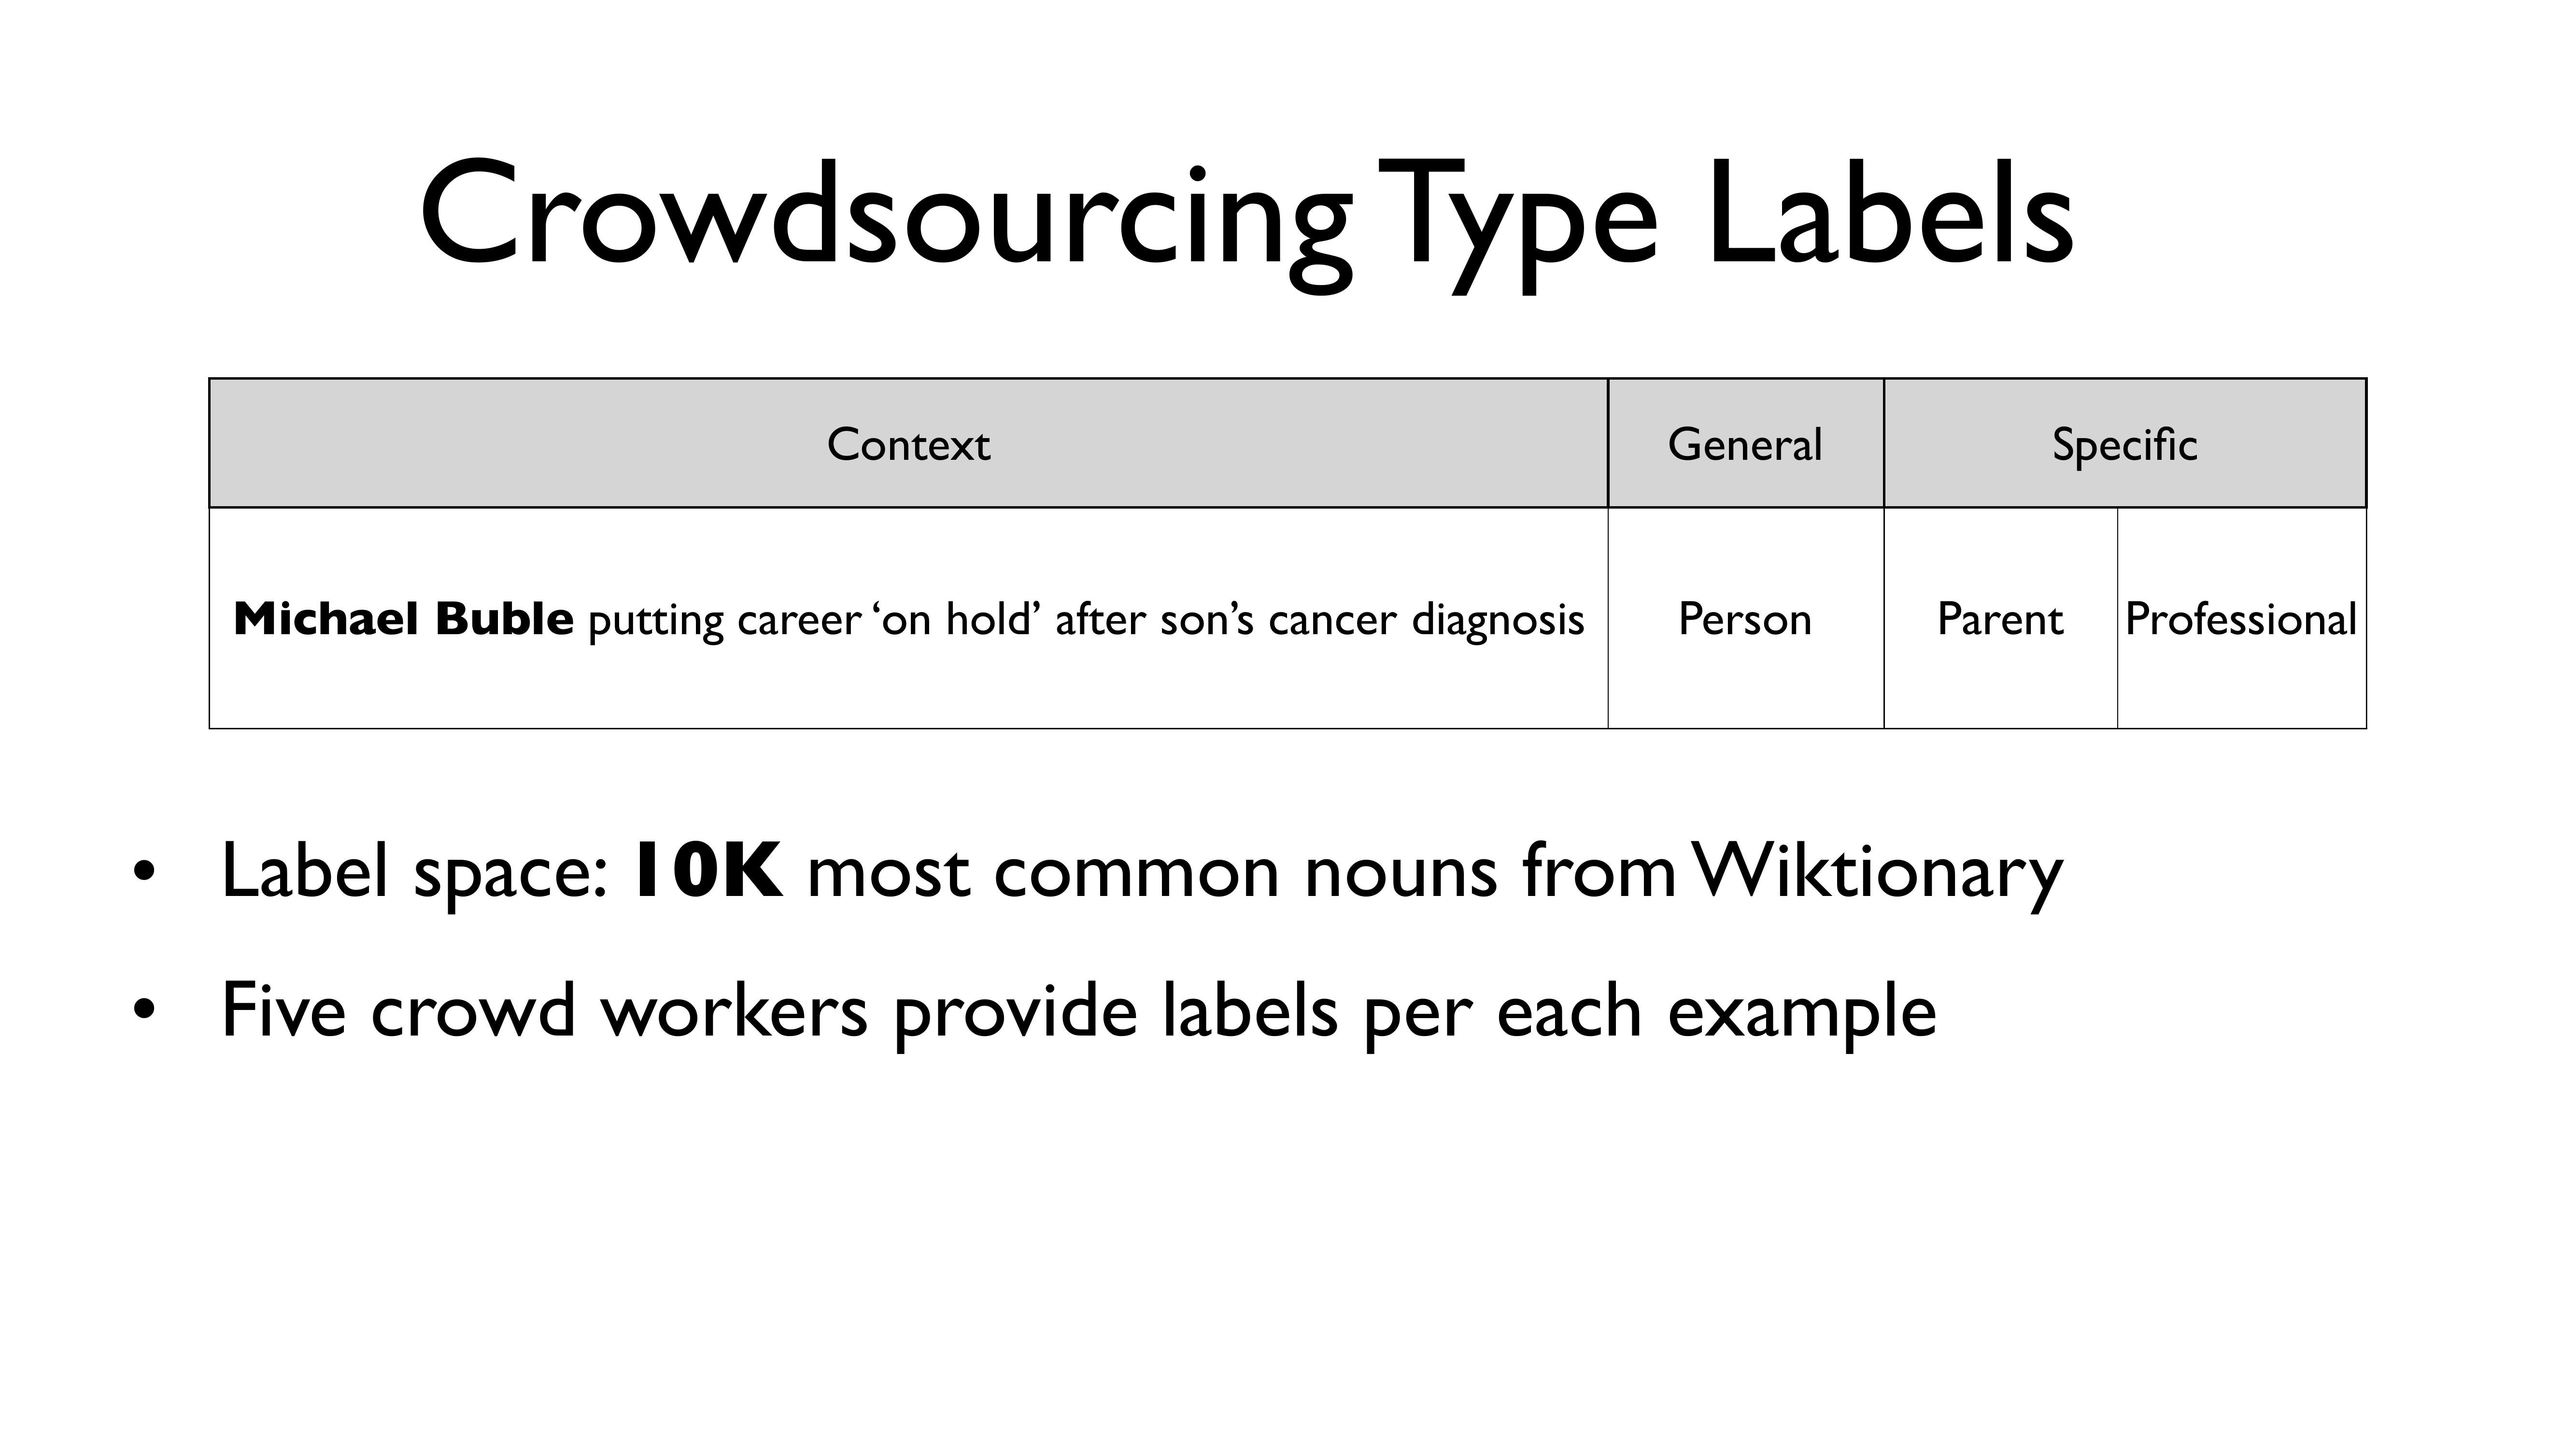 Crowdsourcing Type Labels
Context General Specific
Michael Buble putting career ‘on hold’ after son’s cancer diagnosis Person Parent Professional
• Label space: 10K most common nouns from Wiktionary
• Five crowd workers provide labels per each example